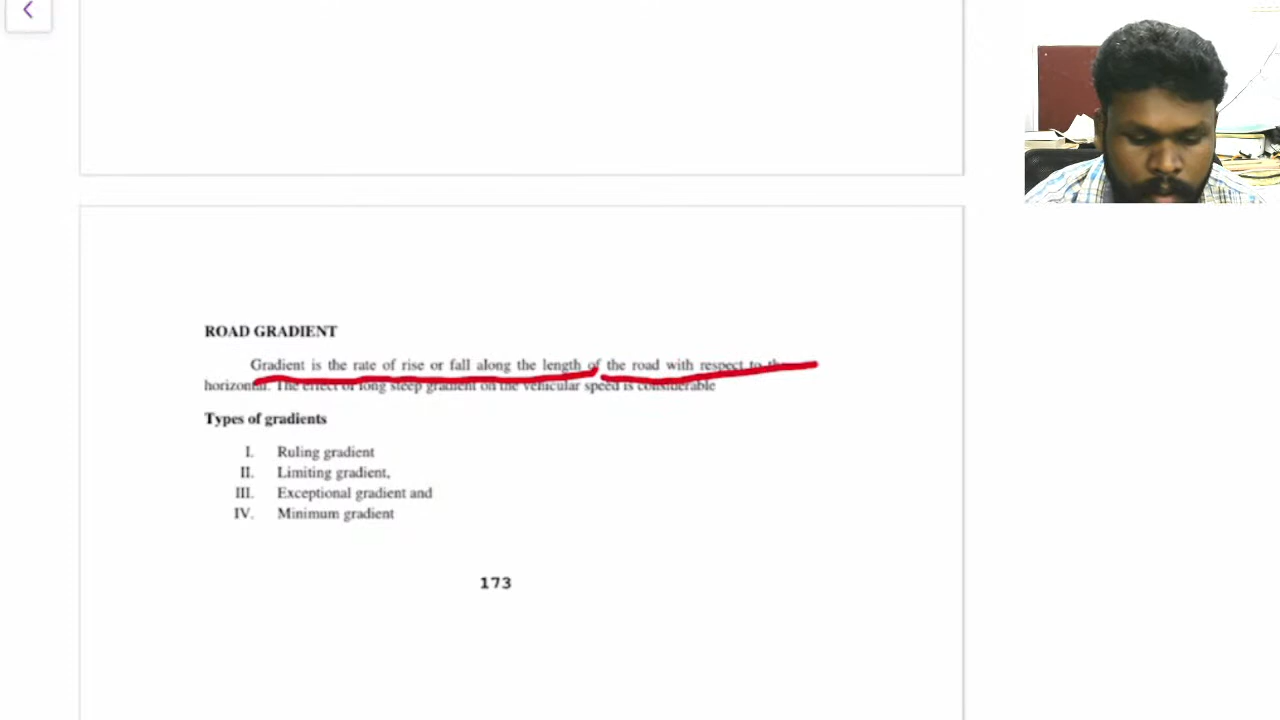 ROAD GRADIENT
Gradient is the rate of rise or fall along the length of the road with respect to the
horizontal. The effect of long steep gradient on the vehicular speed is considerable
Types of gradients
I. Ruling gradient
II. Limiting gradient,
III. Exceptional gradient and
IV. Minimum gradient
173